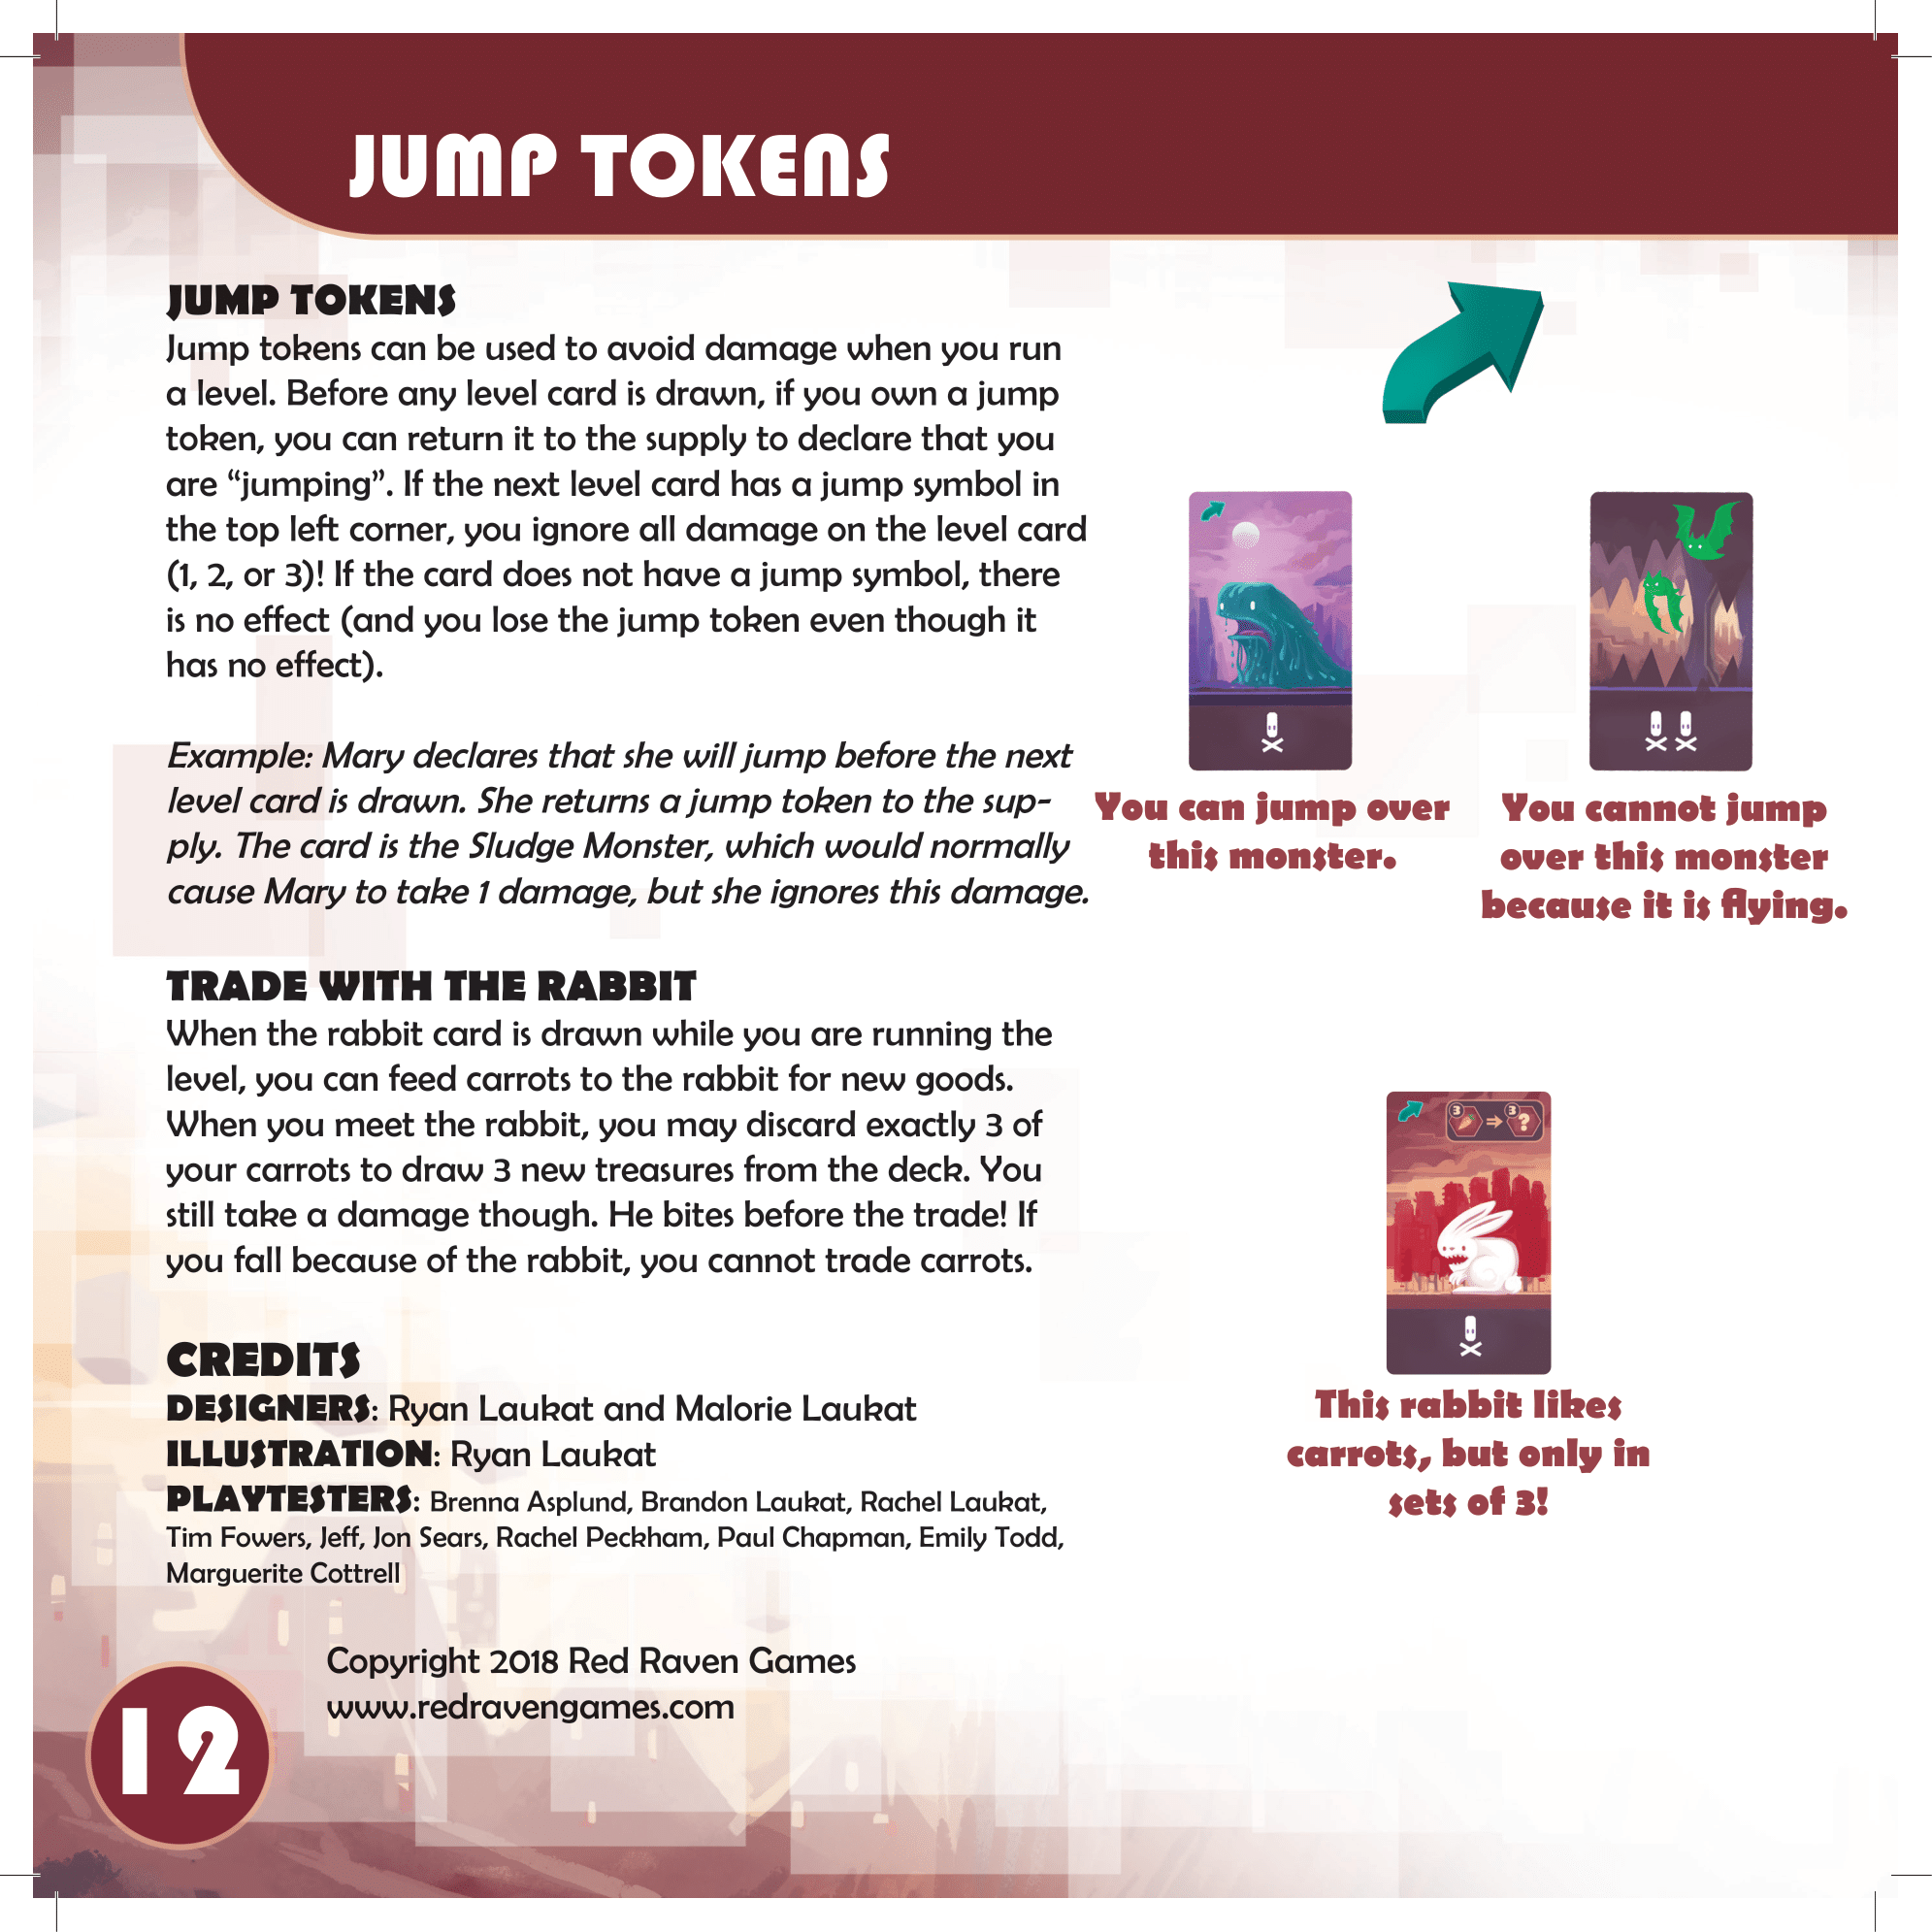 JUMP TOKENS
JUMP TOKENS
Jump tokens can be used to avoid damage when you run
a level. Before any level card is drawn, if you own a jump
token, you can return it to the supply to declare that you
are “jumping”. If the next level card has a jump symbol in
the top left corner, you ignore all damage on the level card
(1, 2, or 3)! If the card does not have a jump symbol, there
is no effect (and you lose the jump token even though it
has no effect).
Example: Mary declares that she will jump before the next
level card is drawn. She returns a jump token to the sup-
ply. The card is the Sludge Monster, which would normally
cause Mary to take 1 damage, but she ignores this damage.
You can jump over
this monster.
You cannot jump
over this monster
because it is flying.
TRADE WITH THE RABBIT
When the rabbit card is drawn while you are running the
level, you can feed carrots to the rabbit for new goods.
When you meet the rabbit, you may discard exactly 3 of
your carrots to draw 3 new treasures from the deck. You
still take a damage though. He bites before the trade! If
you fall because of the rabbit, you cannot trade carrots.
3 3 ?
This rabbit likes
carrots, but only in
sets of 3!
CREDITS
DESIGNERS: Ryan Laukat and Malorie Laukat
ILLUSTRATION: Ryan Laukat
PLAYTESTERS: Brenna Asplund, Brandon Laukat, Rachel Laukat,
Tim Fowers, Jeff, Jon Sears, Rachel Peckham, Paul Chapman, Emily Todd,
Marguerite Cottrell
Copyright 2018 Red Raven Games
www.redravengames.com
12